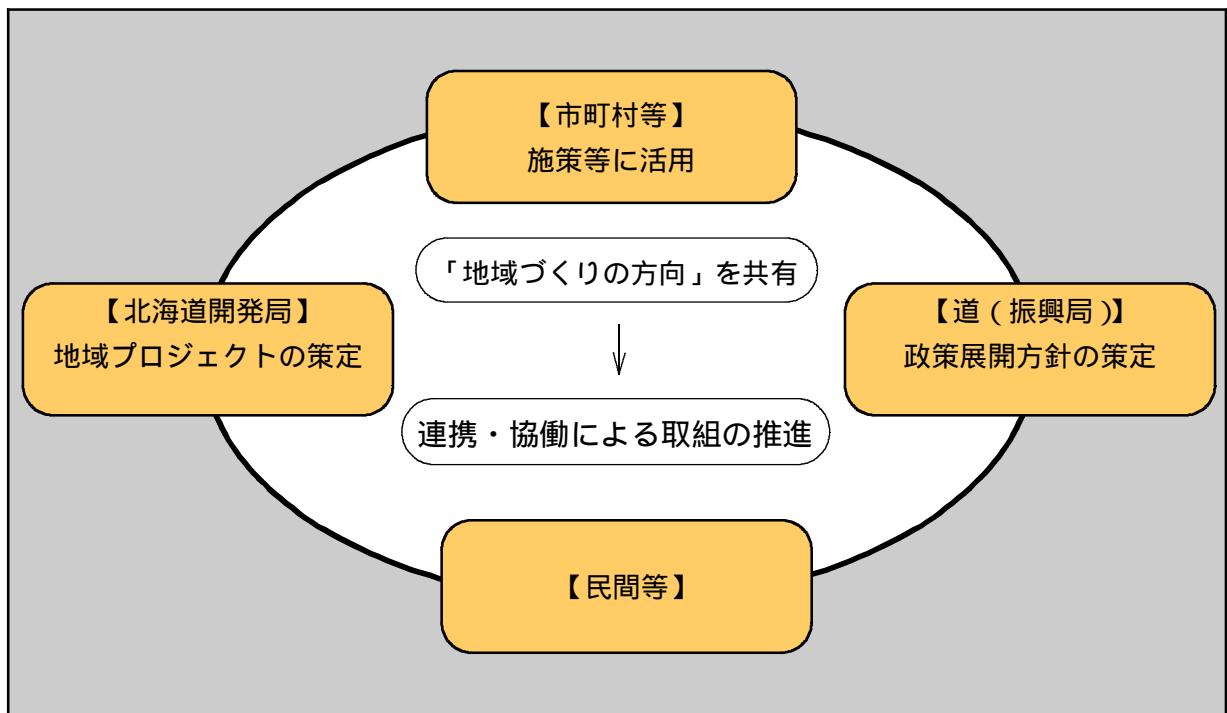 【市町村等】
施策等に活用
「地域づくりの方向」を共有
【北海道開発局】
地域プロジェクトの策定
【道(振興局)】
政策展開方針の策定
連携・協働による取組の推進
【民間等】